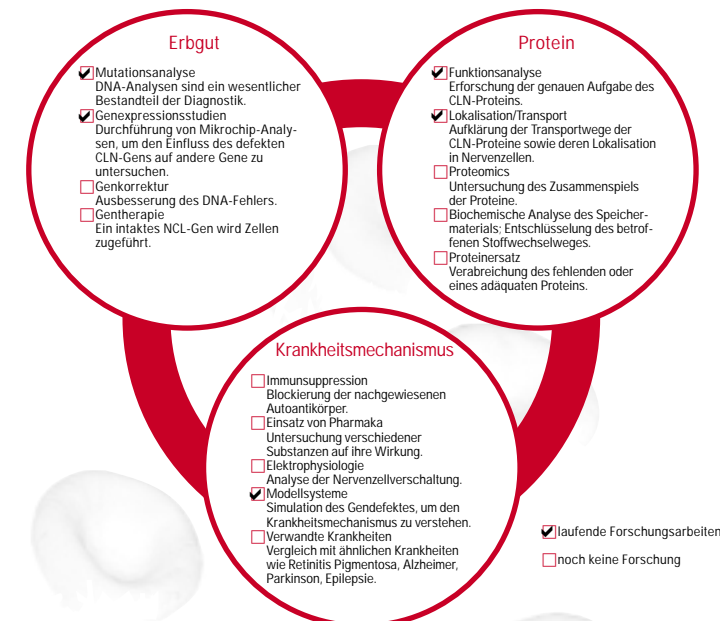 Erbgut
Mutationsanalyse
DNA-Analysen sind ein wesentlicher
Bestandteil der Diagnostik.
Genexpressionsstudien
Durchführung von Mikrochip-Analy-
sen, um den Einfluss des defekten
CLN-Gens auf andere Gene zu
untersuchen.
Genkorrektur
Ausbesserung des DNA-Fehlers.
Gentherapie
Ein intaktes NCL-Gen wird Zellen
zugeführt.
Protein
Funktionsanalyse
Erforschung der genauen Aufgabe des
CLN-Proteins.
Lokalisation/Transport
Aufklärung der Transportwege der
CLN-Proteine sowie deren Lokalisation
in Nervenzellen.
Proteomics
Untersuchung des Zusammenspiels
der Proteine.
Biochemische Analyse des Speicher-
materials; Entschlüsselung des betrof-
fenen Stoffwechselweges.
Proteinersatz
Verabreichung des fehlenden oder
eines adäquaten Proteins.
Krankheitsmechanismus
Immunsuppression
Blockierung der nachgewiesenen
Autoantikörper.
Einsatz von Pharmaka
Untersuchung verschiedener
Substanzen auf ihre Wirkung.
Elektrophysiologie
Analyse der Nervenzellverschaltung.
Modellsysteme
Simulation des Gendefektes, um den
Krankheitsmechanismus zu verstehen.
Verwandte Krankheiten
Vergleich mit ähnlichen Krankheiten
wie Retinitis Pigmentosa, Alzheimer,
Parkinson, Epilepsie.
laufende Forschungsarbeiten
noch keine Forschung